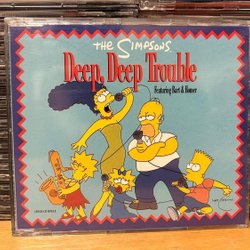 THE SIMPSONS
Deep, Deep Trouble
Featuring Bart & Homer